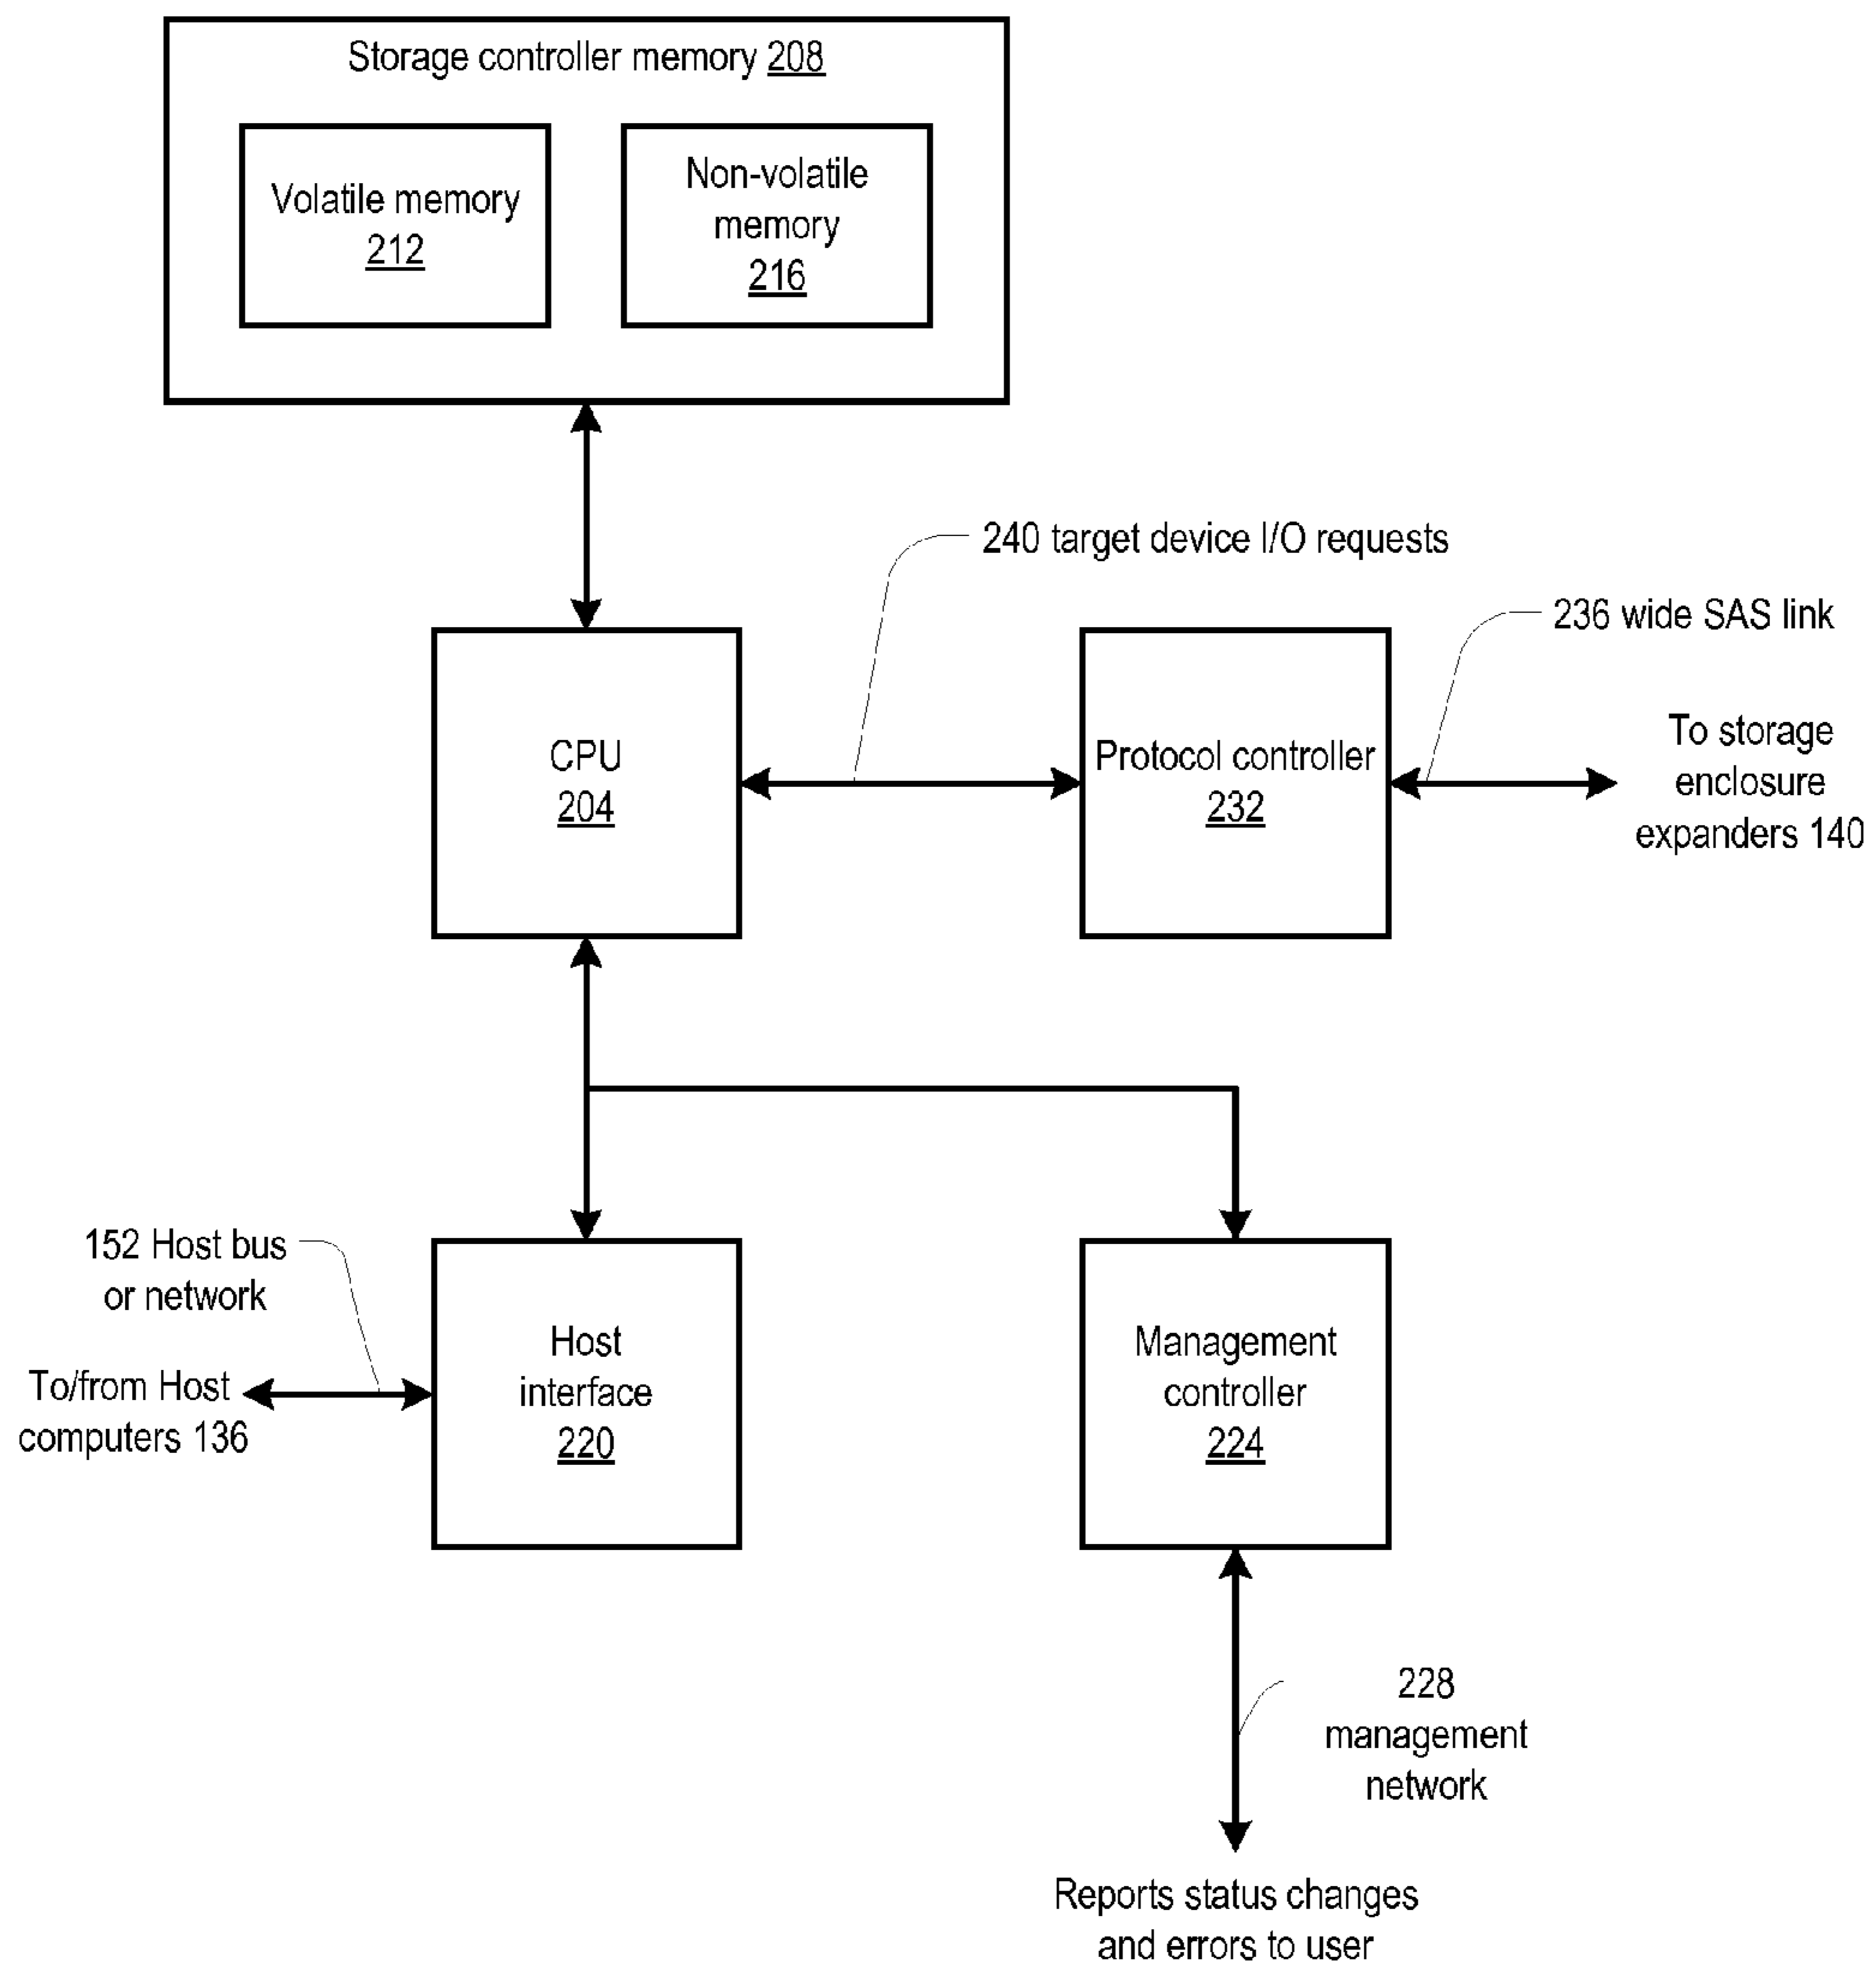 Storage controller memory 208
Volatile memory
212
Non-volatile
memory
216
240 target device I/O requests
236 wide SAS link
CPU
204
Protocol controller
232
To storage
enclosure
expanders 140
152 Host bus
or network
To/from Host
computers 136
Host
interface
220
Management
controller
224
228
management
network
Reports status changes
and errors to user